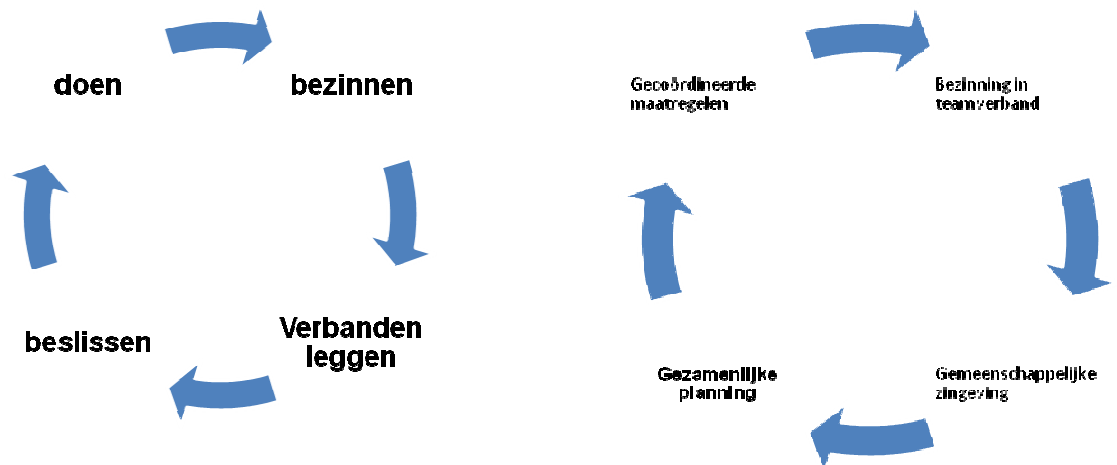 doen
bezinnen
Verbanden
leggen
beslissen
Gecoördineerde
maatregelen
Bezinning in
teamverband
Gemeenschappelijke
zingeving
Gezamenlijke
planning